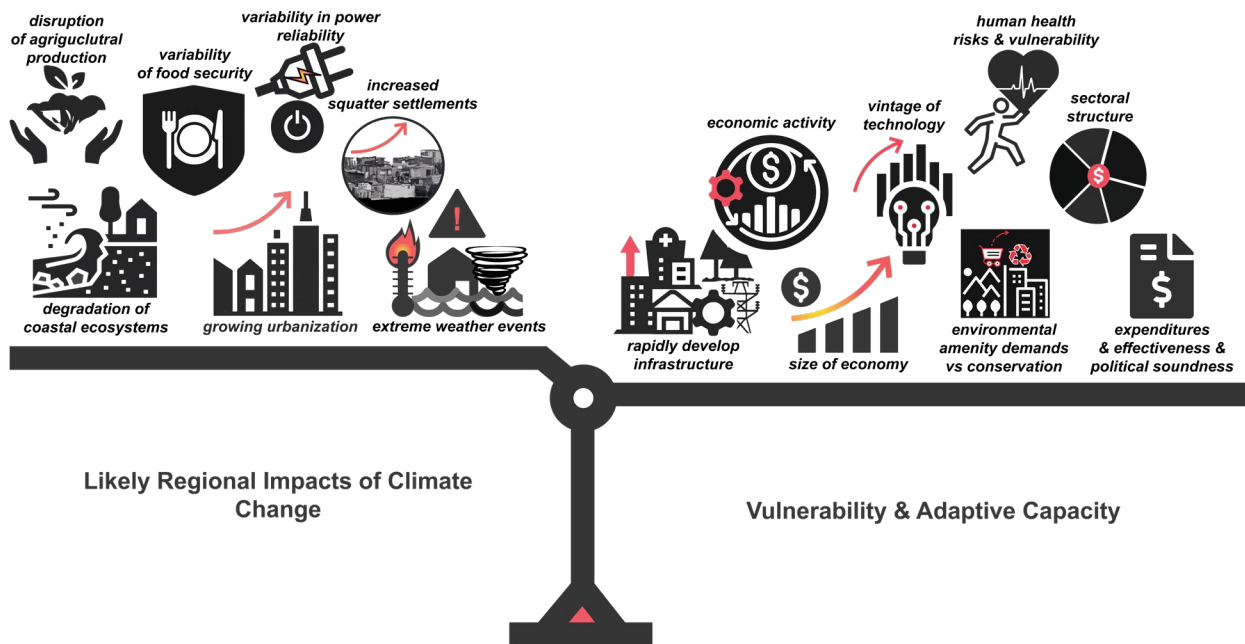 disruption
of agriguclutral
production
variability
of food security
variability in power
reliability
increased
squatter settlements
degradation of
coastal ecosystems
growing urbanization
!
extreme weather events
economic activity
$
vintage of
technology
human health
risks & vulnerability
sectoral
structure
$
rapidly develop
infrastructure
$
size of economy
environmental
amenity demands
vs conservation
$
expenditures
& effectiveness &
political soundness
Likely Regional Impacts of Climate
Change
Vulnerability & Adaptive Capacity